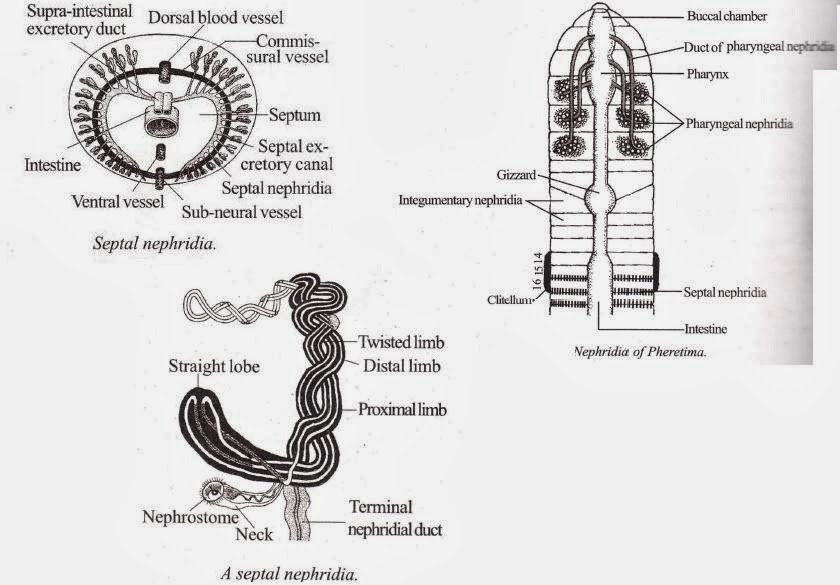 Supra-intestinal
excretory duct
Dorsal blood vessel
Commis-
sural vessel
Septum
Septal ex-
cretory canal
Septal nephridia
Intestine
Ventral vessel
Sub-neural vessel
Septal nephridia.
Buccal chamber
Duct of pharyngeal nephridia
Pharynx
Pharyngeal nephridia
Gizzard
Integumentary nephridia
16 15 14
Clitellum
Septal nephridia
Intestine
Nephridia of Pheretima.
Twisted limb
Distal limb
Straight lobe
Proximal limb
Nephrostome
Neck
Terminal
nephridial duct
A septal nephridia.